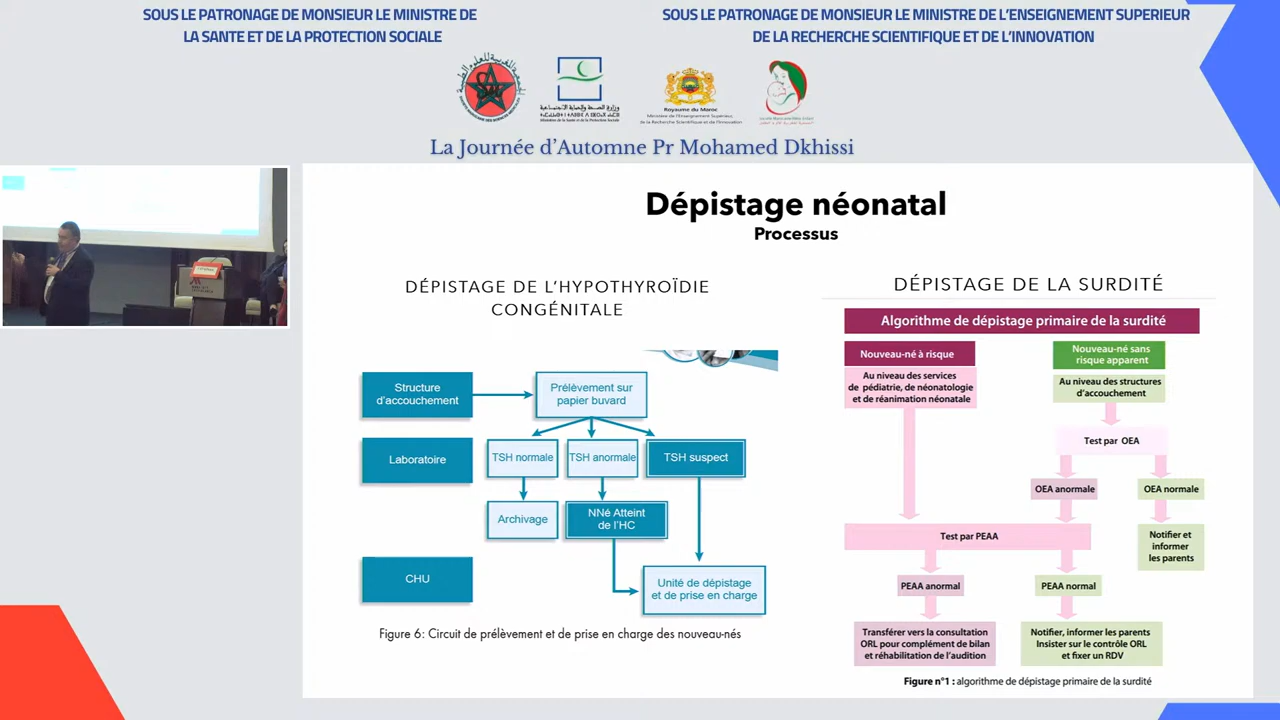 SOUS LE PATRONAGE DE MONSIEUR LE MINISTRE DE
LA SANTE ET DE LA PROTECTION SOCIALE
SOUS LE PATRONAGE DE MONSIEUR LE MINISTRE DE L'ENSEIGNEMENT SUPERIEUR
DE LA RECHERCHE SCIENTIFIQUE ET DE L'INNOVATION
Royaume du Maroc
La Journée d'Automne Pr Mohamed Dkhissi
Dépistage néonatal
Processus
DÉPISTAGE DE L'HYPOTHYROÏDIE
CONGÉNITALE
Structure
d'accouchement
Prélèvement sur
papier buvard
Laboratoire
TSH normale
TSH anormale
TSH suspect
Archivage
NNé Atteint
de l'HC
CHU
Unité de dépistage
et de prise en charge
Figure 6: Circuit de prélèvement et de prise en charge des nouveau-nés
DÉPISTAGE DE LA SURDITÉ
Algorithme de dépistage primaire de la surdité
Nouveau-né à risque
Nouveau-né sans
risque apparent
Au niveau des services
de pédiatrie, de néonatologie
et de réanimation néonatale
Au niveau des structures
d'accouchement
Test par OEA
OEA anormale
OEA normale
Test par PEAA
Notifier et
informer
les parents
PEAA anormal
PEAA normal
Transférer vers la consultation
ORL pour complément de bilan
et réhabilitation de l'audition
Notifier, informer les parents
Insister sur le contrôle ORL
et fixer un RDV
Figure n°1 : algorithme de dépistage primaire de la surdité